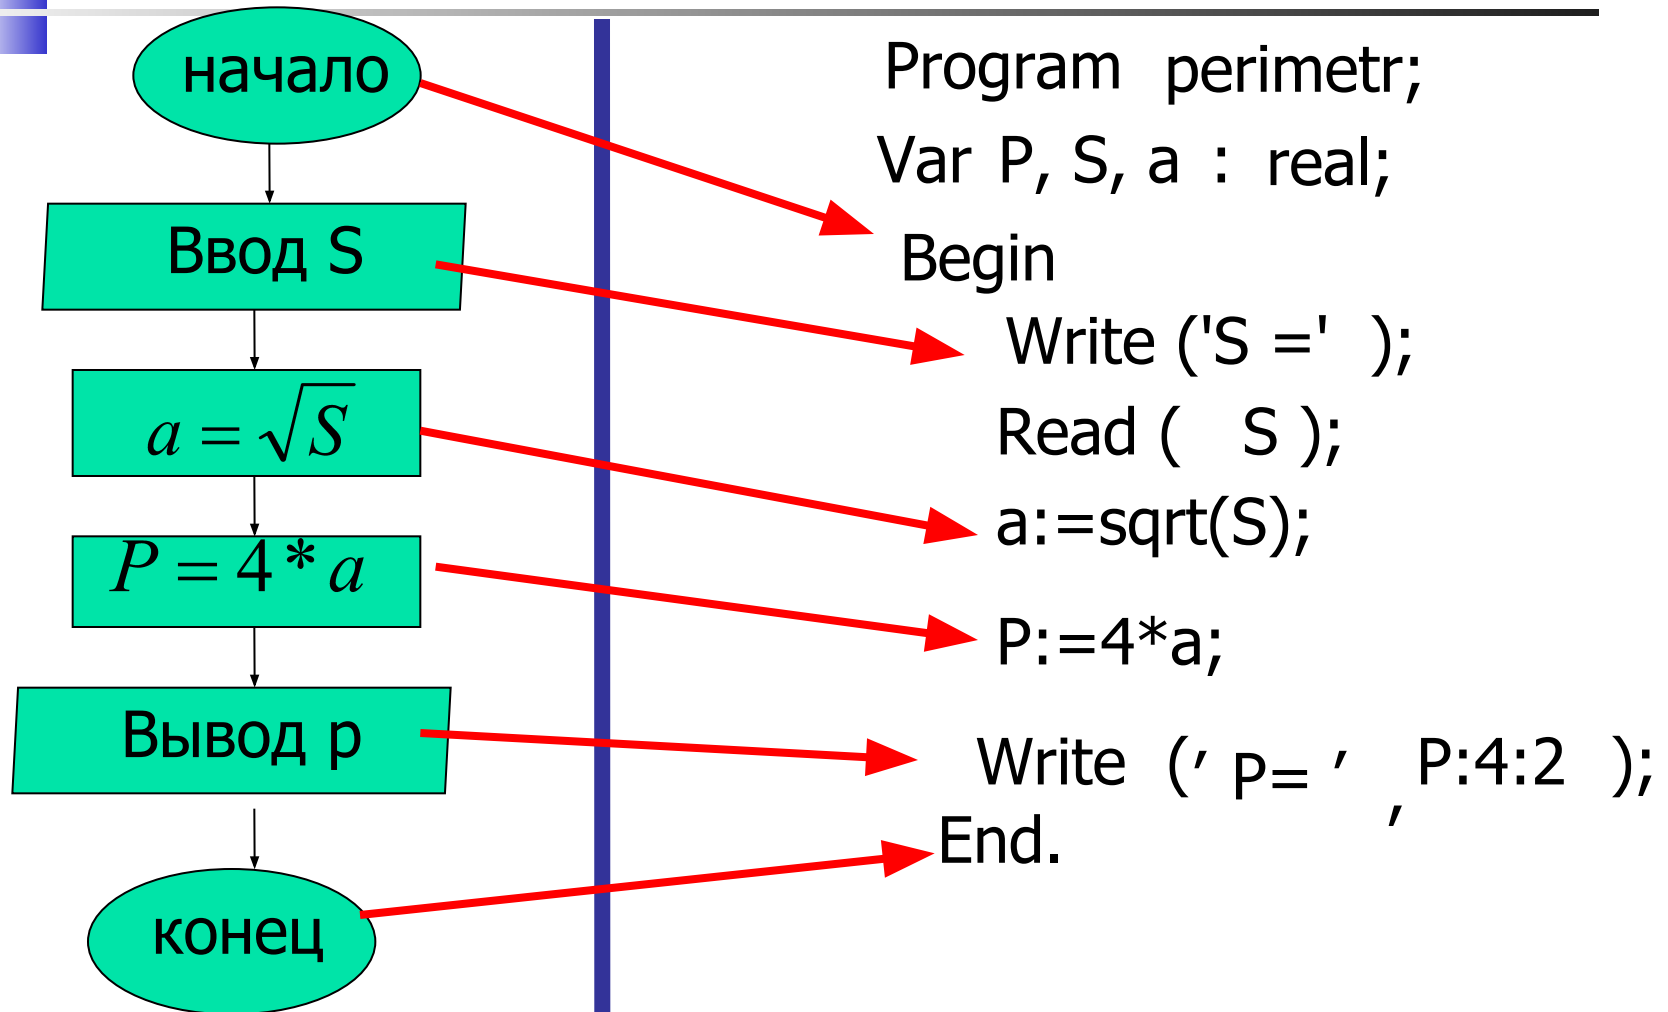 начало
Ввод S
a = √S
P = 4 * a
Вывод p
конец
Program perimetr;
Var P, S, a : real;
Begin
Write ('S =' );
Read ( S );
a:=sqrt(S);
P:=4*a;
Write (′ P= ′ , P:4:2 );
End.